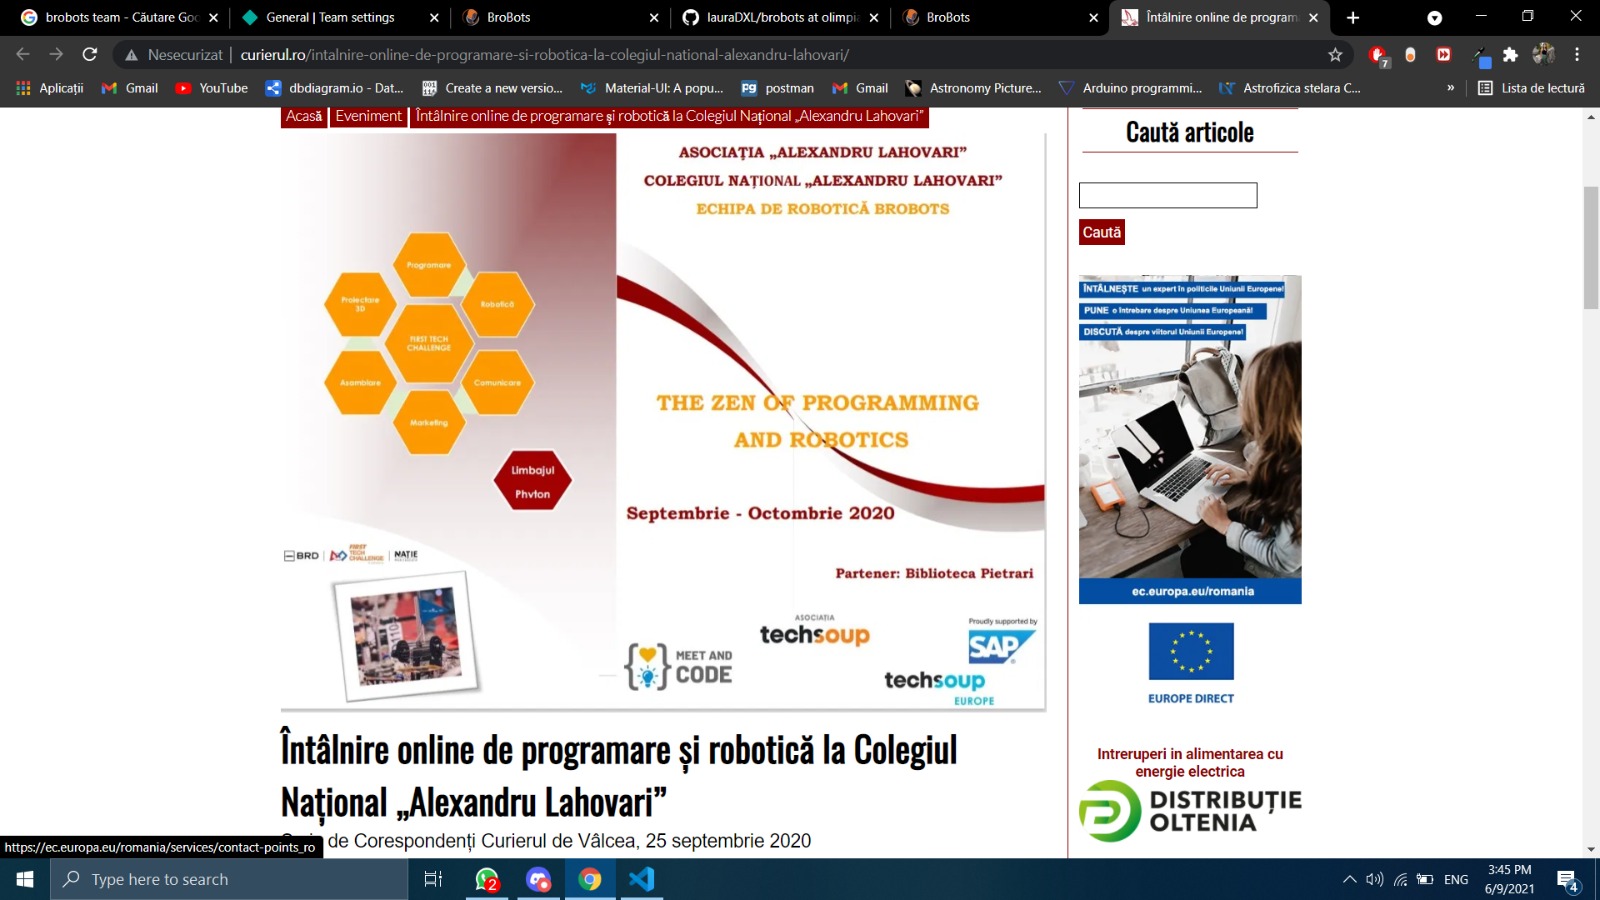 brobots team - Căutare Goo
General | Team settings
BroBots
lauraDXL/brobots at olimpia
BroBots
Întâlnire online de program
Nesecurizat
curierul.ro/intalnire-online-de-programare-si-robotica-la-colegiul-national-alexandru-lahovari/
7
Aplicații
Gmail
YouTube
dbdiagram.io - Dat...
Create a new versio...
Material-UI: A popu...
postman
Gmail
Astronomy Picture...
Arduino programmi...
Astrofizica stelara C...
»
Lista de lectură
Acasă
Eveniment
Întâlnire online de programare și robotică la Colegiul Național „Alexandru Lahovari”
ASOCIAȚIA „ALEXANDRU LAHOVARI”
COLEGIUL NAȚIONAL „ALEXANDRU LAHOVARI”
ECHIPA DE ROBOTICĂ BROBOTS
Programare
Proiectare
3D
Robotică
FIRST TECH
CHALLENGE
Asamblare
Comunicare
Marketing
Limbajul
Phyton
THE ZEN OF PROGRAMMING
AND ROBOTICS
Septembrie - Octombrie 2020
BRD
FIRST
TECH
CHALLENGE
NAȚIE
Partener: Biblioteca Pietrari
MEET AND
CODE
ASOCIAȚIA
techsoup
Proudly supported by
SAP
techsoup
EUROPE
Întâlnire online de programare și robotică la Colegiul
Național „Alexandru Lahovari”
de Corespondenți Curierul de Vâlcea, 25 septembrie 2020
Caută articole
Caută
ÎNTÂLNEȘTE un expert în politicile Uniunii Europene!
PUNE o întrebare despre Uniunea Europeană!
DISCUTĂ despre viitorul Uniunii Europene!
ec.europa.eu/romania
EUROPE DIRECT
Intreruperi in alimentarea cu
energie electrica
DISTRIBUȚIE
OLTENIA
https://ec.europa.eu/romania/services/contact-points_ro
Type here to search
2
ENG
3:45 PM
6/9/2021
4